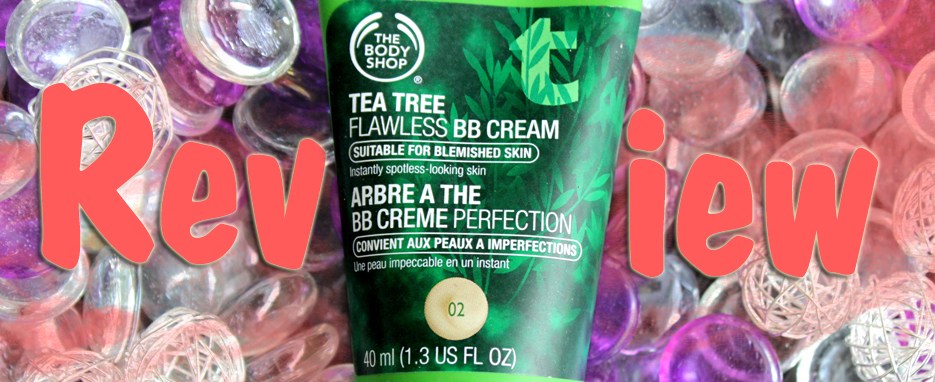 Rev iew
THE
BODY
SHOP
®
t
TEA TREE
FLAWLESS BB CREAM
SUITABLE FOR BLEMISHED SKIN
Instantly spotless-looking skin
ARBRE A THE
BB CREME PERFECTION
CONVIENT AUX PEAUX A IMPERFECTIONS
Une peau impeccable en un instant
02
40 ml (1.3 US FL OZ)